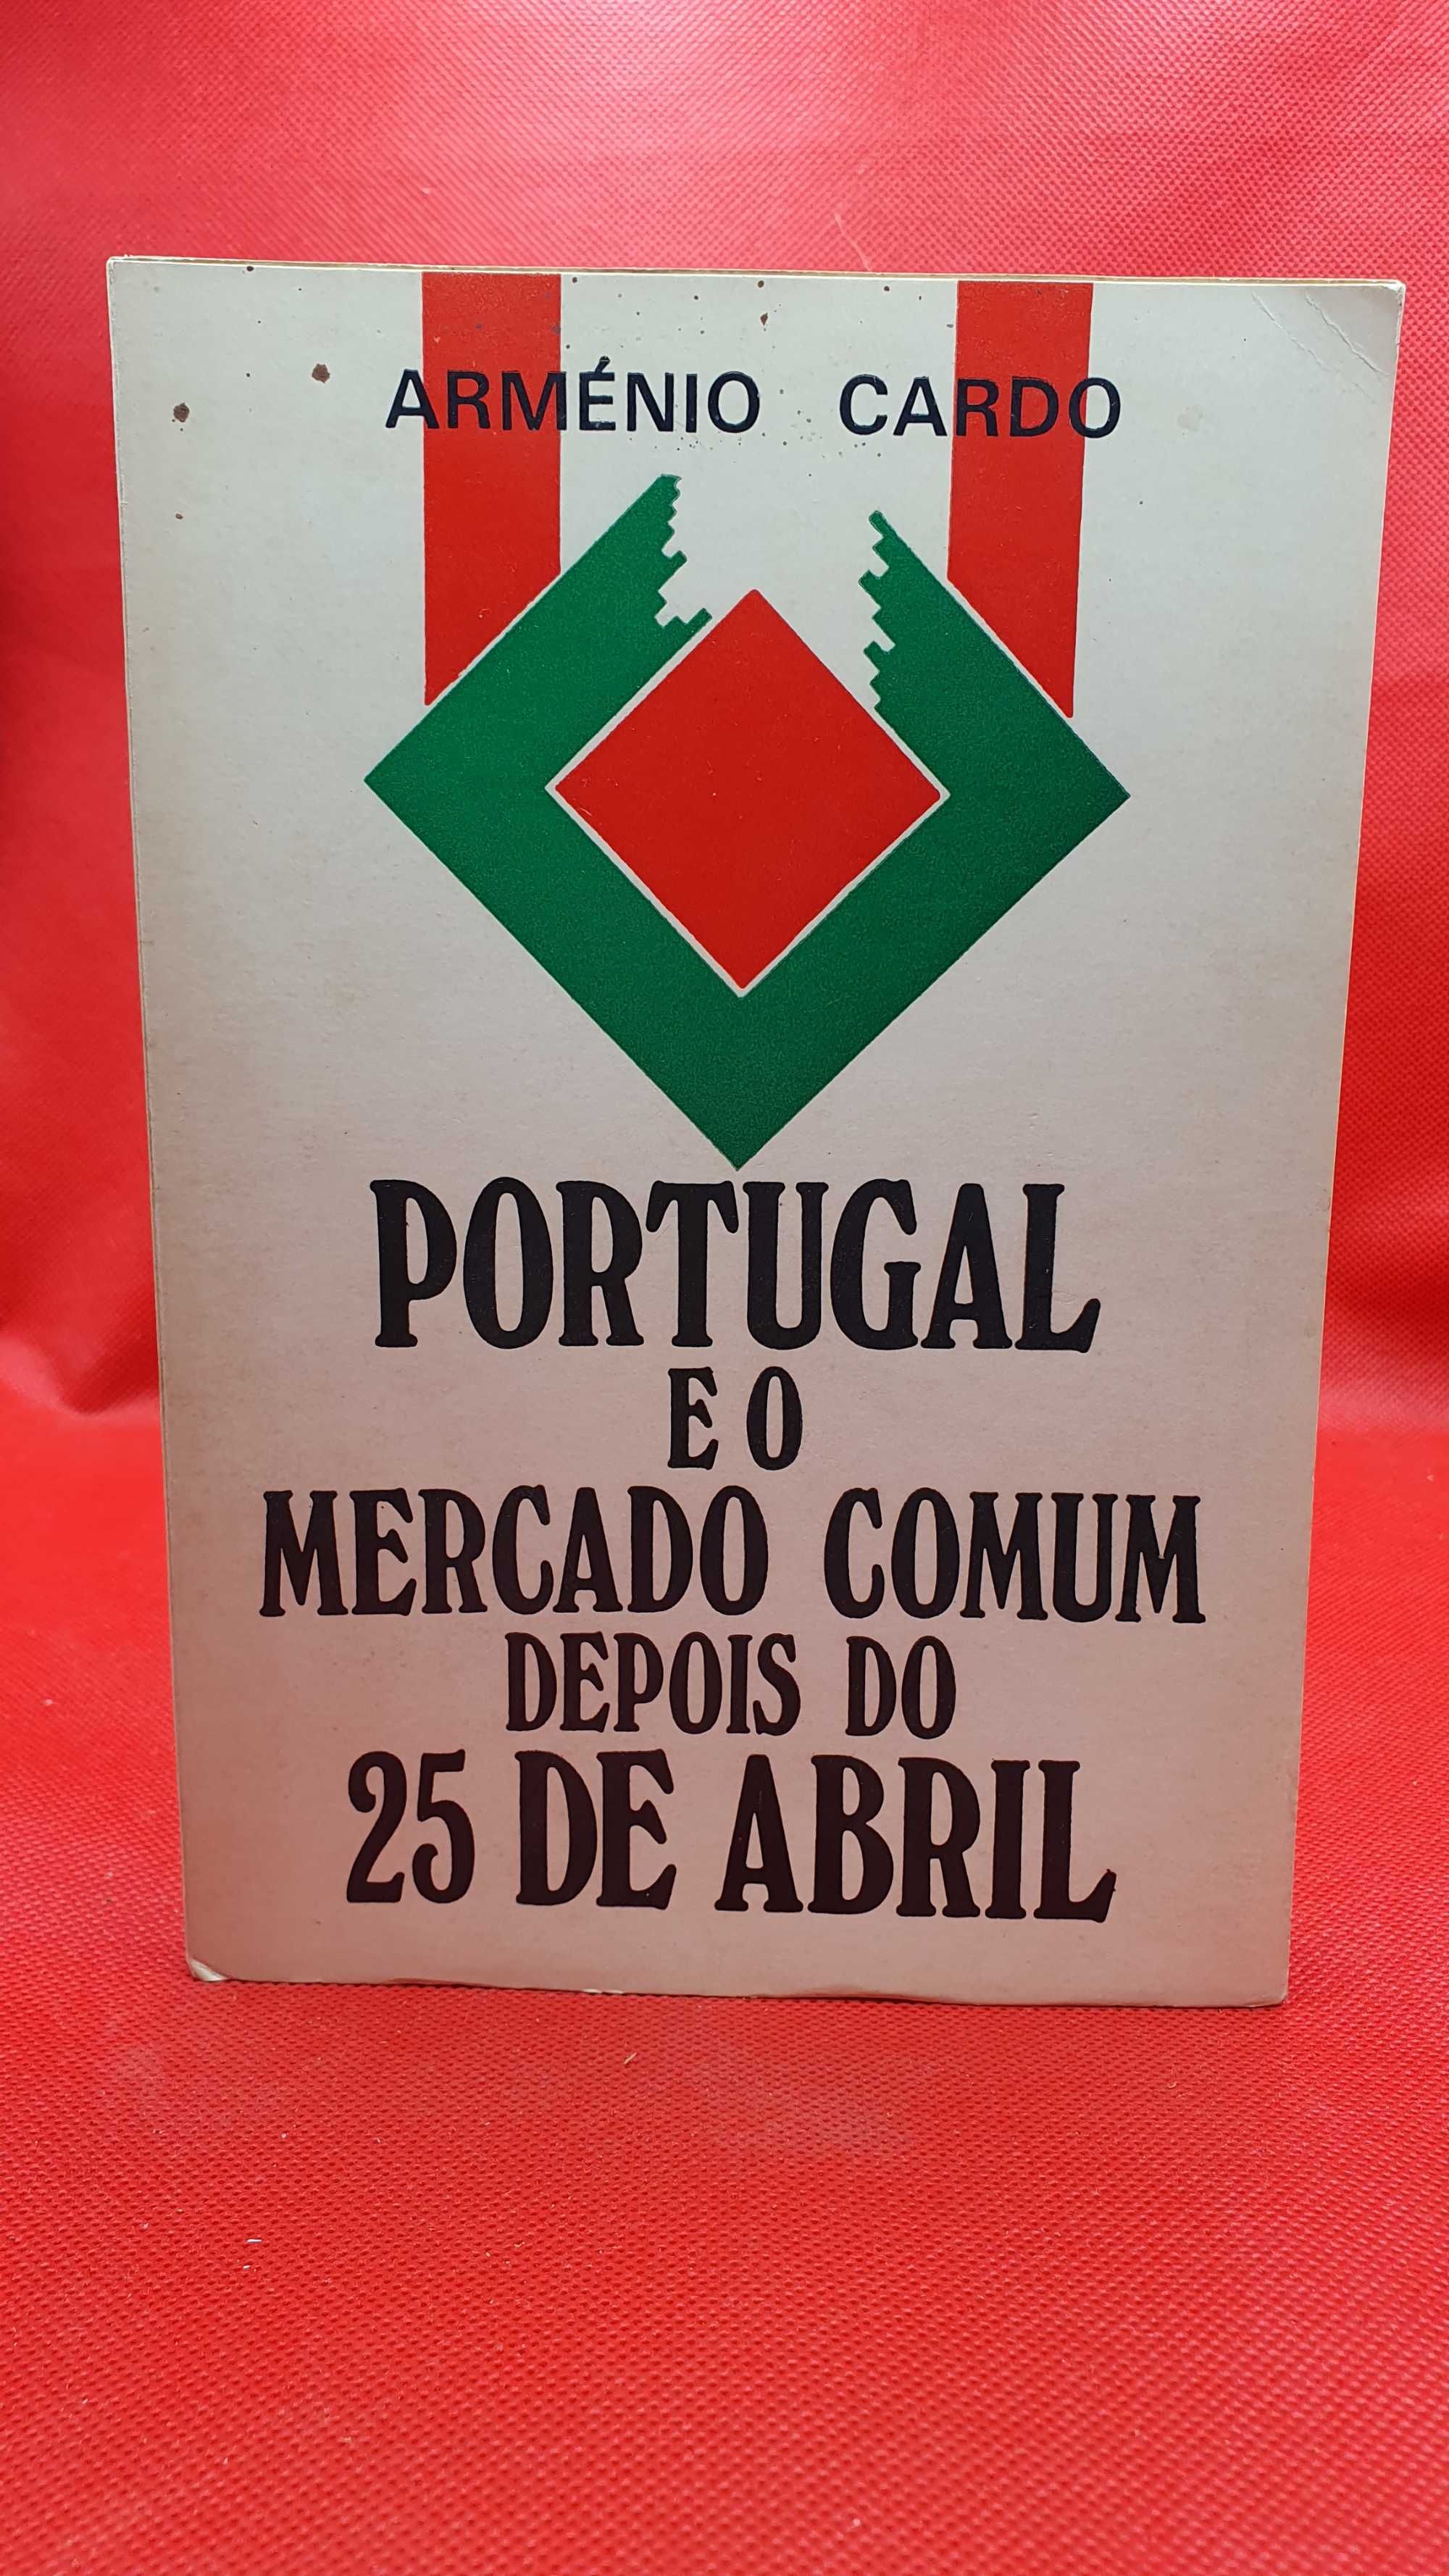 ARMÉNIO CARDO
PORTUGAL
E O
MERCADO COMUM
DEPOIS DO
25 DE ABRIL